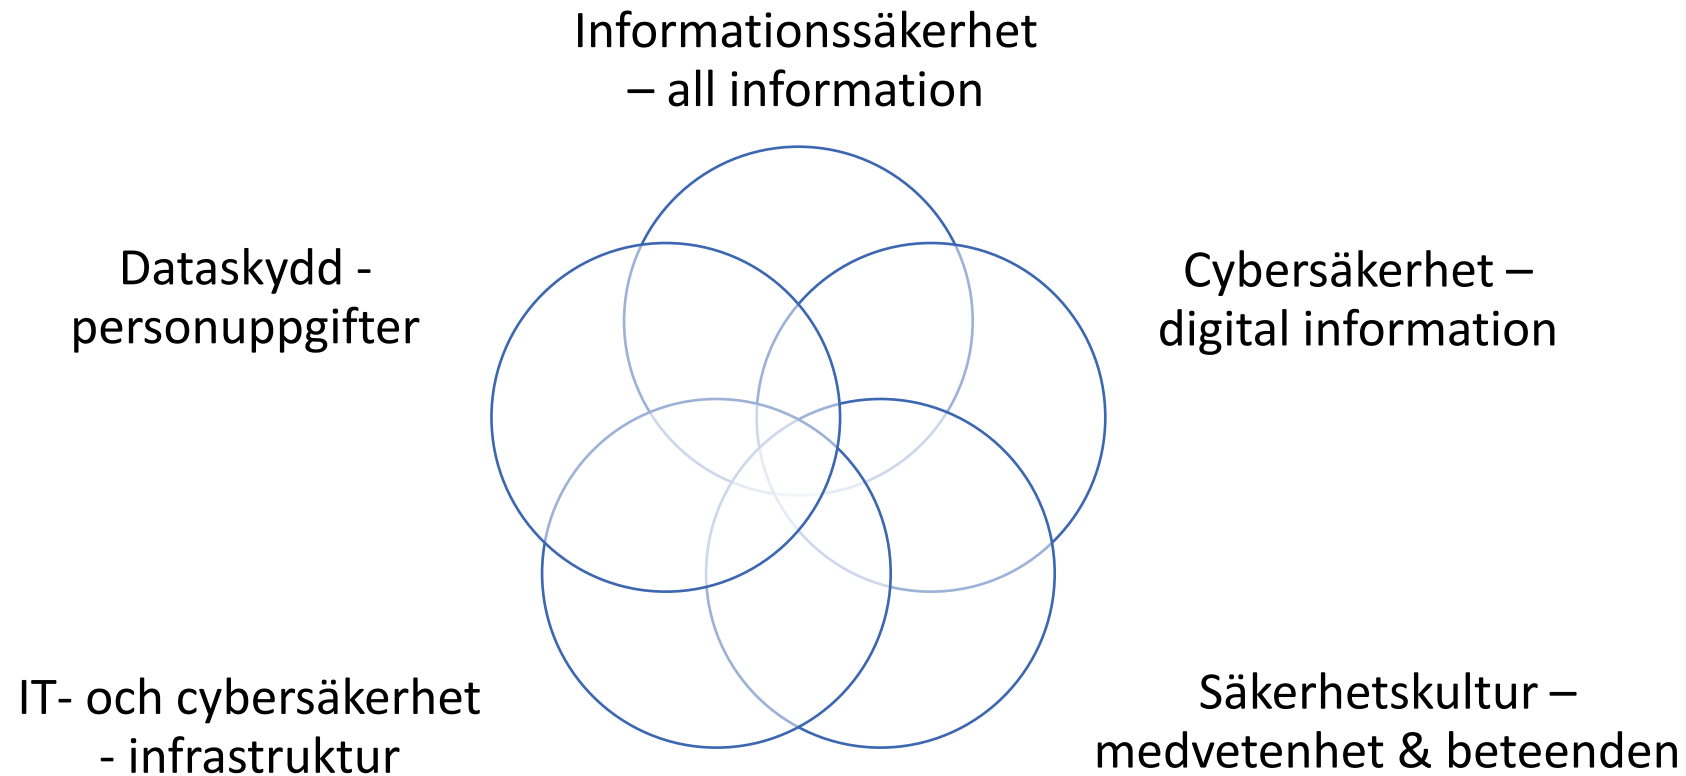 Informationssäkerhet
– all information
Dataskydd -
personuppgifter
Cybersäkerhet –
digital information
IT- och cybersäkerhet
- infrastruktur
Säkerhetskultur –
medvetenhet & beteenden